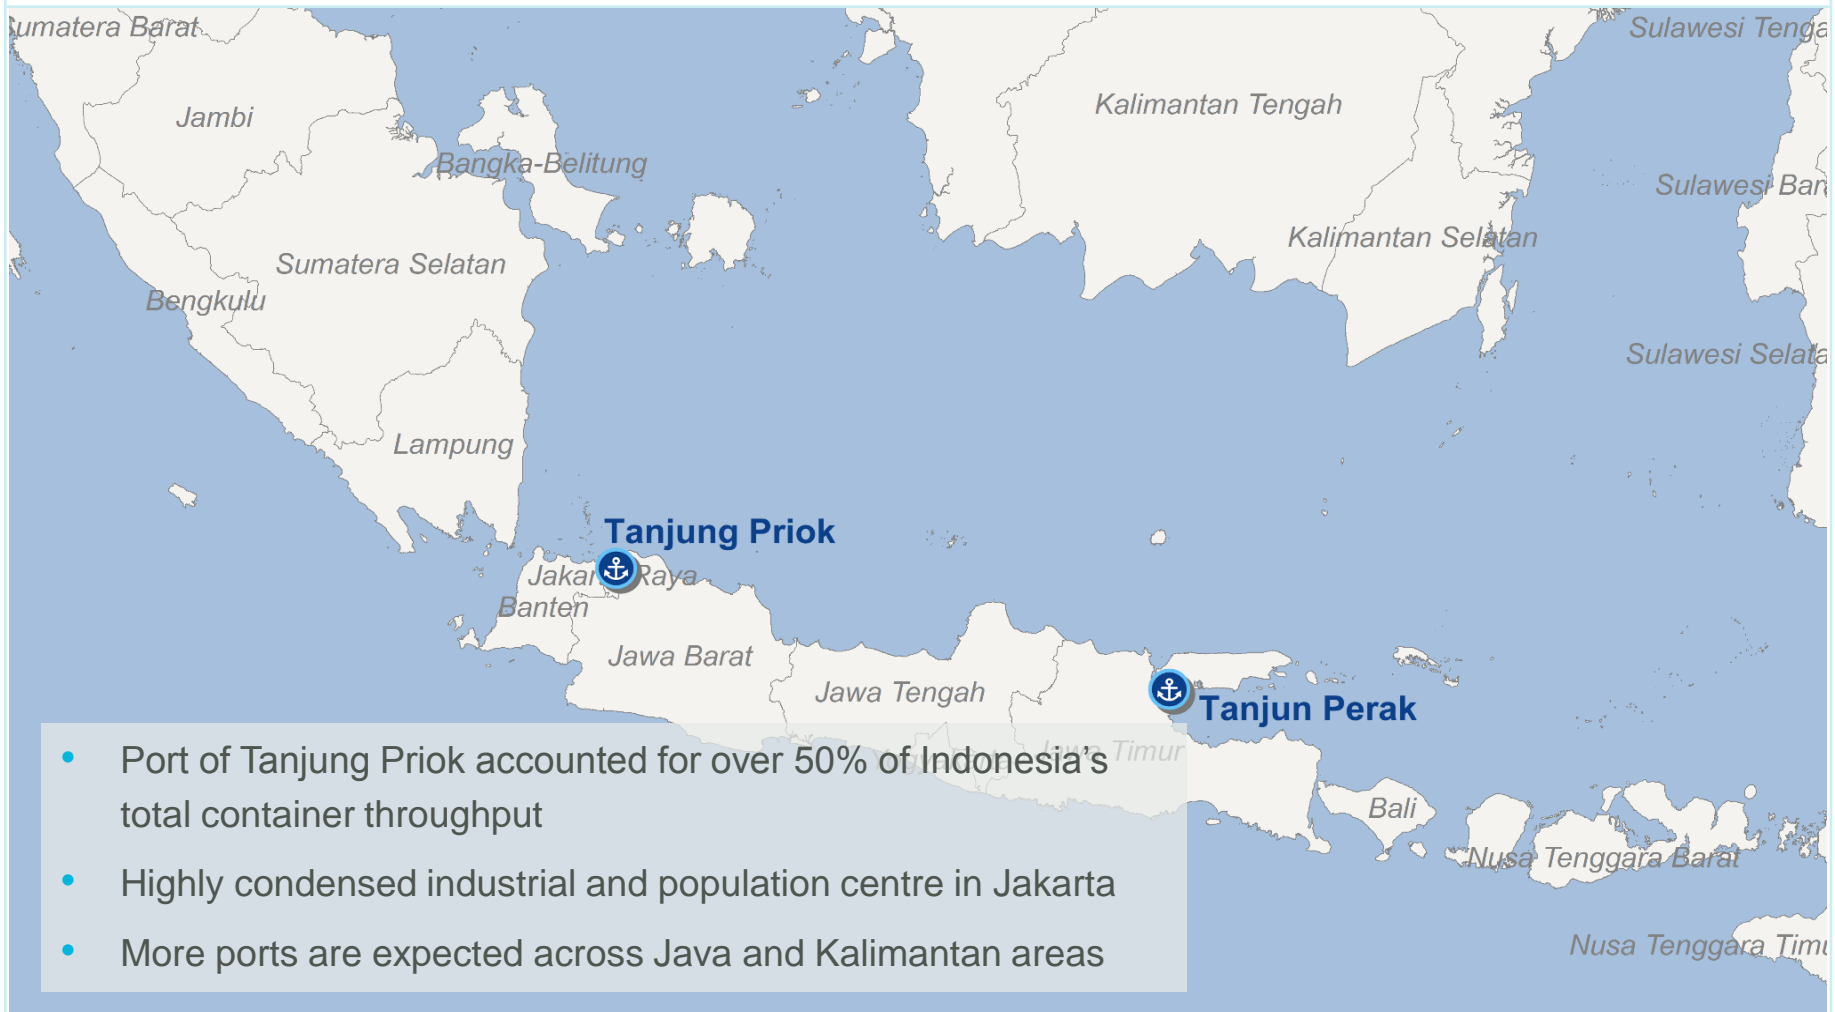 Sumatera Barat
Sulawesi Tenga
Jambi
Kalimantan Tengah
Bangka-Belitung
Sulawesi Bar
Kalimantan Selatan
Sumatera Selatan
Bengkulu
Sulawesi Selata
Lampung
Tanjung Priok
Jakar Raya
Banten
Jawa Barat
Jawa Tengah
Tanjun Perak
Jawa Timur
• Port of Tanjung Priok accounted for over 50% of Indonesia’s
total container throughput
Bali
Nusa Tenggara Barat
• Highly condensed industrial and population centre in Jakarta
Nusa Tenggara Timu
• More ports are expected across Java and Kalimantan areas